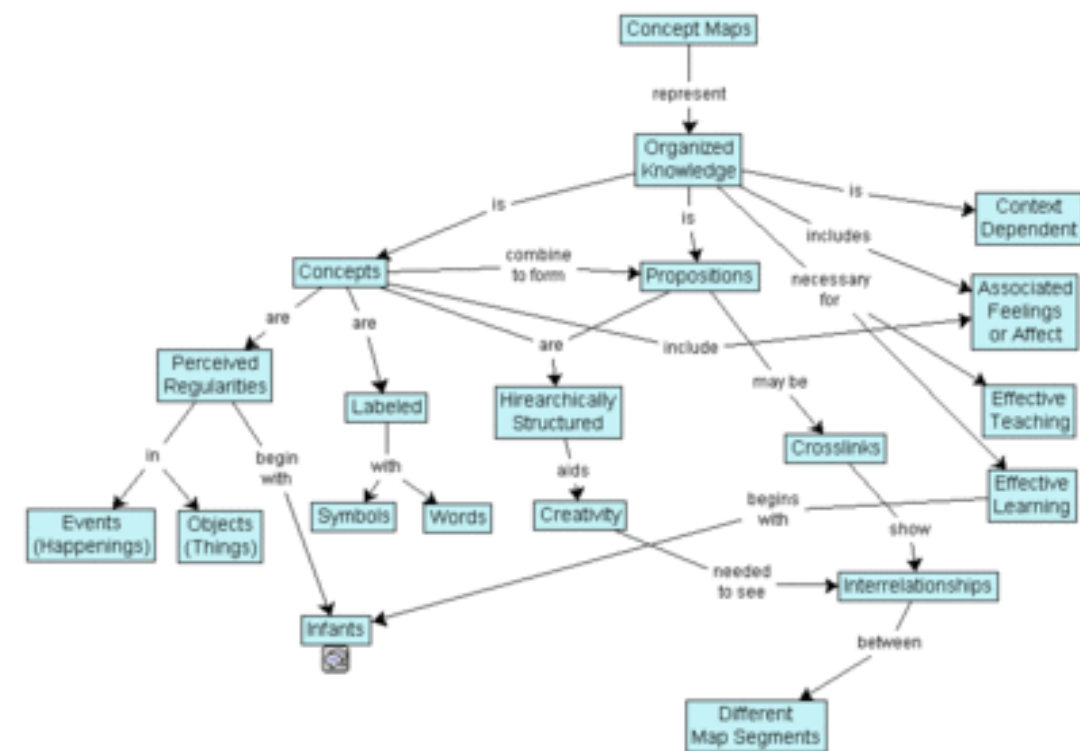 Concept Maps
represent
Organized
Knowledge
is
is
is
includes
necessary
for
Context
Dependent
Concepts
combine
to form
Propositions
Associated
Feelings
or Affect
are
are
are
include
may be
Perceived
Regularities
Labeled
Hirearchically
Structured
Crosslinks
Effective
Teaching
Effective
Learning
in
begin
with
with
aids
begins
with
show
Events
(Happenings)
Objects
(Things)
Symbols
Words
Creativity
needed
to see
Interrelationships
Infants
between
Different
Map Segments